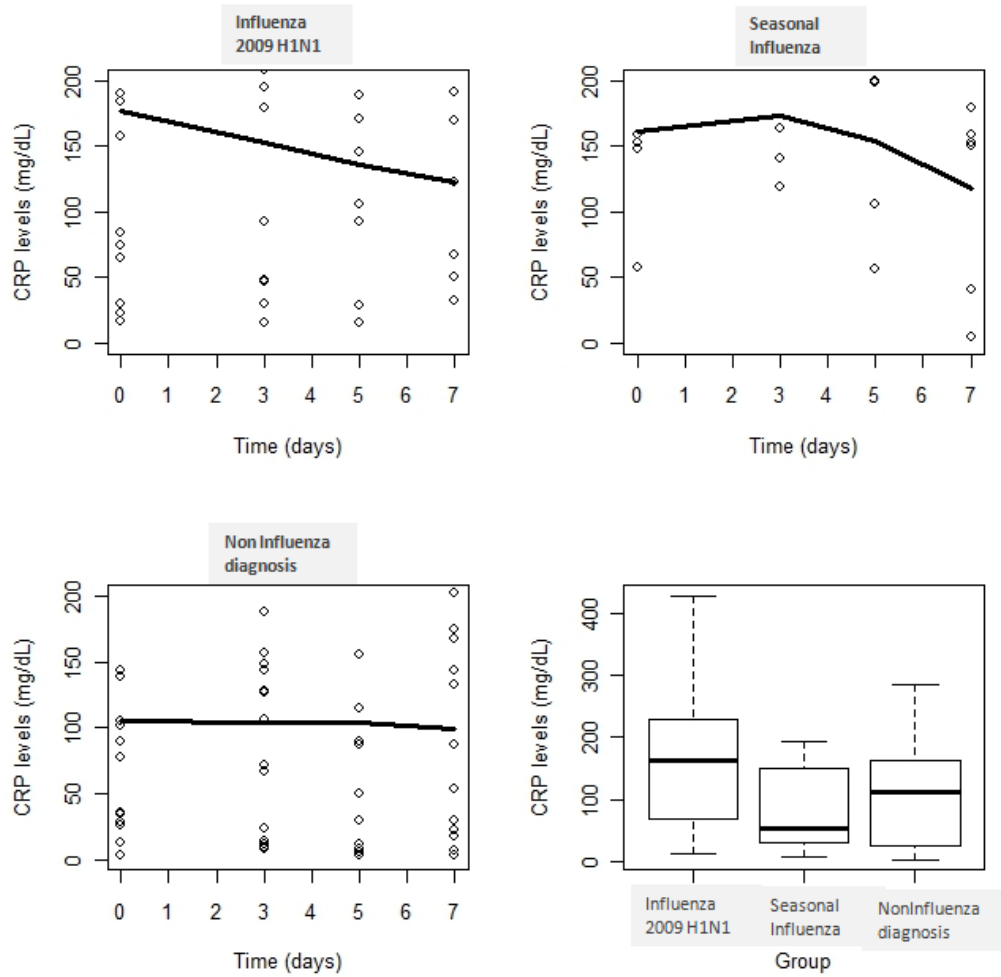 Influenza
2009 H1N1
CRP levels (mg/dL)
200
150
100
50
0
0 1 2 3 4 5 6 7
Time (days)
Seasonal
Influenza
CRP levels (mg/dL)
200
150
100
50
0
0 1 2 3 4 5 6 7
Time (days)
Non Influenza
diagnosis
CRP levels (mg/dL)
200
150
100
50
0
0 1 2 3 4 5 6 7
Time (days)
CRP levels (mg/dL)
400
300
200
100
0
Influenza
2009 H1N1
Seasonal
Influenza
NonInfluenza
diagnosis
Group